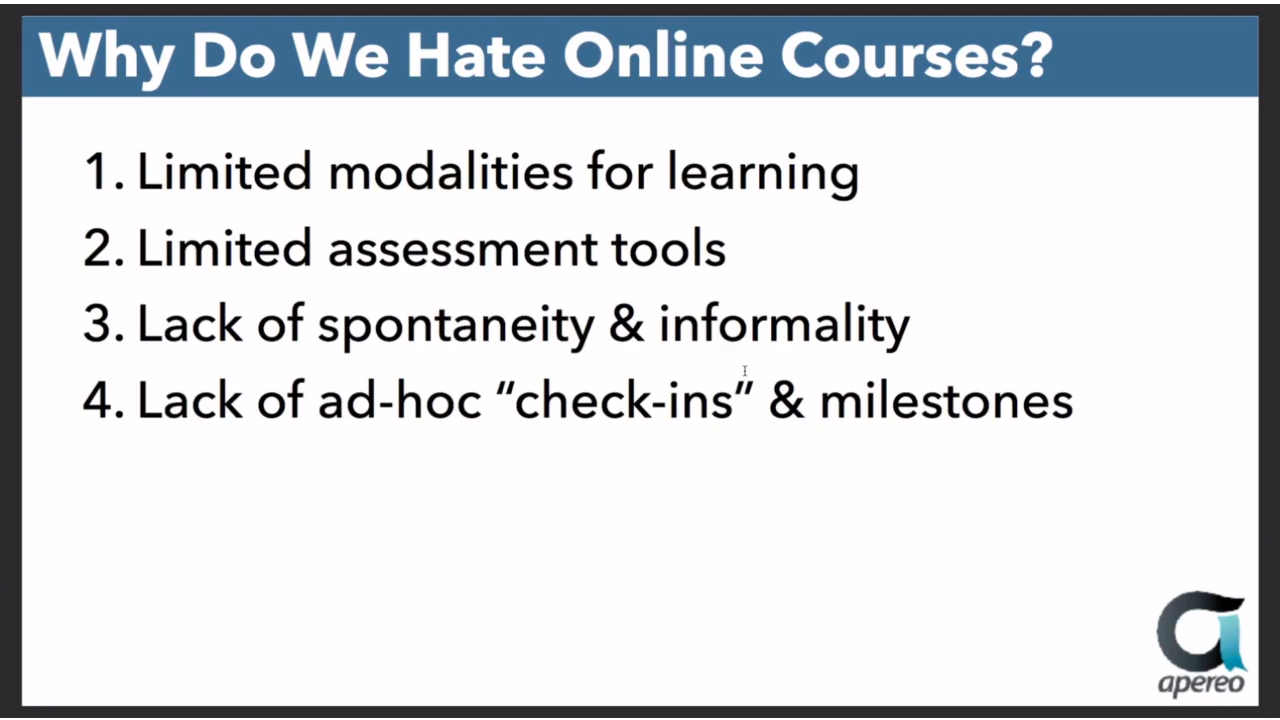 Why Do We Hate Online Courses?
1. Limited modalities for learning
2. Limited assessment tools
3. Lack of spontaneity & informality
4. Lack of ad-hoc “check-ins” & milestones
apereo